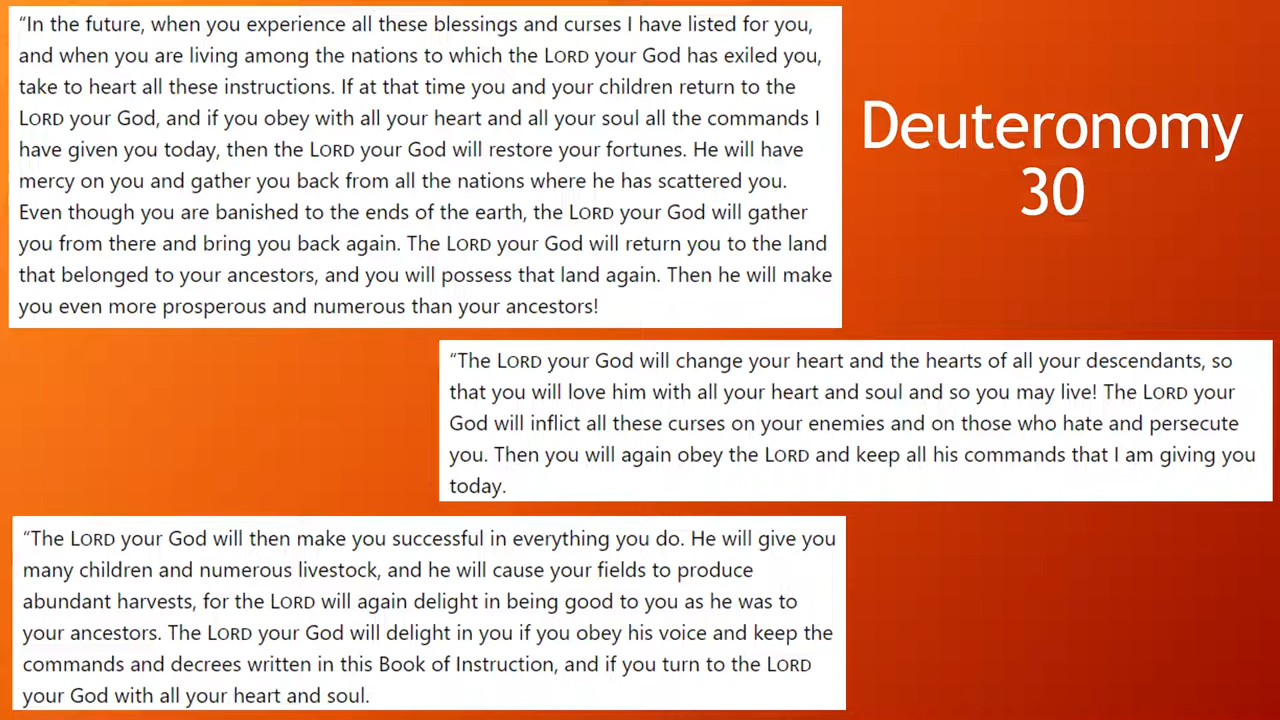 “In the future, when you experience all these blessings and curses I have listed for you,
and when you are living among the nations to which the LORD your God has exiled you,
take to heart all these instructions. If at that time you and your children return to the
LORD your God, and if you obey with all your heart and all your soul all the commands I
have given you today, then the LORD your God will restore your fortunes. He will have
mercy on you and gather you back from all the nations where he has scattered you.
Even though you are banished to the ends of the earth, the LORD your God will gather
you from there and bring you back again. The LORD your God will return you to the land
that belonged to your ancestors, and you will possess that land again. Then he will make
you even more prosperous and numerous than your ancestors!
Deuteronomy
30
“The LORD your God will change your heart and the hearts of all your descendants, so
that you will love him with all your heart and soul and so you may live! The LORD your
God will inflict all these curses on your enemies and on those who hate and persecute
you. Then you will again obey the LORD and keep all his commands that I am giving you
today.
“The LORD your God will then make you successful in everything you do. He will give you
many children and numerous livestock, and he will cause your fields to produce
abundant harvests, for the LORD will again delight in being good to you as he was to
your ancestors. The LORD your God will delight in you if you obey his voice and keep the
commands and decrees written in this Book of Instruction, and if you turn to the LORD
your God with all your heart and soul.